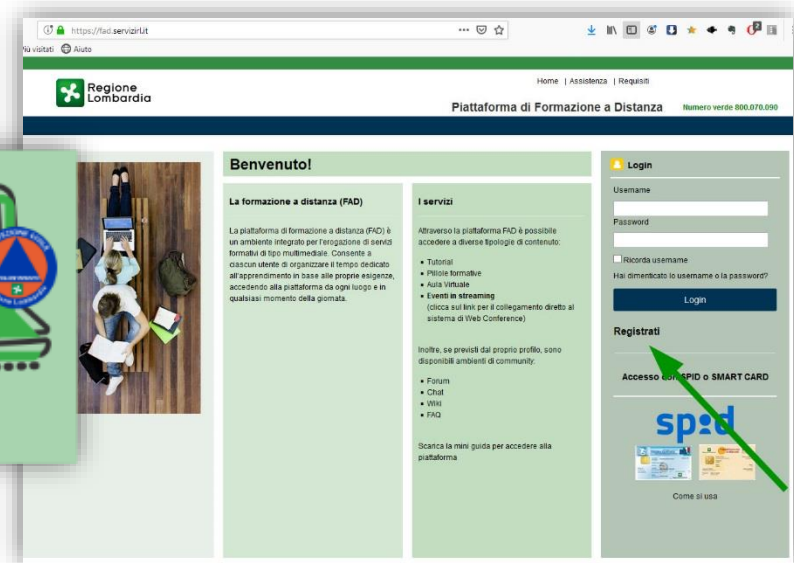 https://fad.servizirl.it
iù visitati Aiuto
Regione
Lombardia
Home | Assistenza | Requisiti
Piattaforma di Formazione a Distanza
Numero verde 800.070.090
Benvenuto!
La formazione a distanza (FAD)
La piattaforma di formazione a distanza (FAD) è
un ambiente integrato per l'erogazione di servizi
formativi di tipo multimediale. Consente a
ciascun utente di organizzare il tempo dedicato
all'apprendimento in base alle proprie esigenze,
accedendo alla piattaforma da ogni luogo e in
qualsiasi momento della giornata.
I servizi
Attraverso la piattaforma FAD è possibile
accedere a diverse tipologie di contenuto:
• Tutorial
• Pillole formative
• Aula Virtuale
• Eventi in streaming
(clicca sul link per il collegamento diretto al
sistema di Web Conference)
Inoltre, se previsti dal proprio profilo, sono
disponibili ambienti di community:
• Forum
• Chat
• Wiki
• FAQ
Scarica la mini guida per accedere alla
piattaforma
Login
Username
Password
Ricorda username
Hai dimenticato lo username o la password?
Login
Registrati
Accesso con SPID o SMART CARD
spid
Come si usa